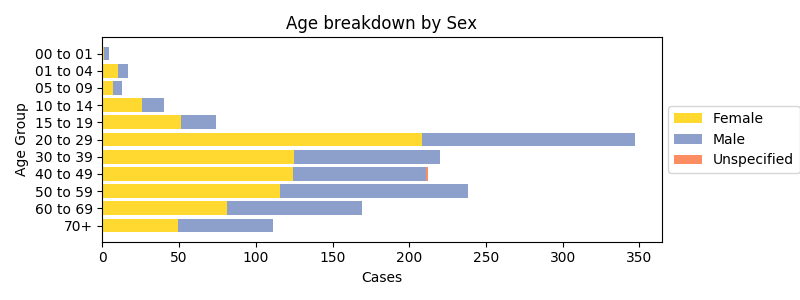 Age breakdown by Sex
Age Group
00 to 01
01 to 04
05 to 09
10 to 14
15 to 19
20 to 29
30 to 39
40 to 49
50 to 59
60 to 69
70+
0 50 100 150 200 250 300 350
Cases
Female
Male
Unspecified